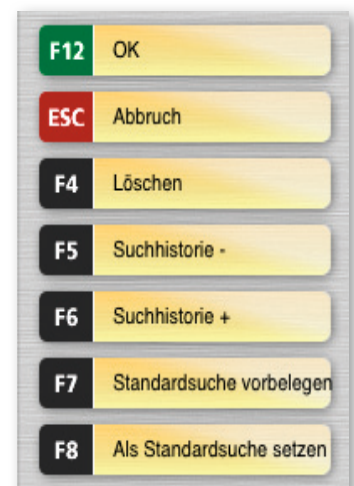 F12 OK
ESC Abbruch
F4 Löschen
F5 Suchhistorie -
F6 Suchhistorie +
F7 Standardsuche vorbelegen
F8 Als Standardsuche setzen